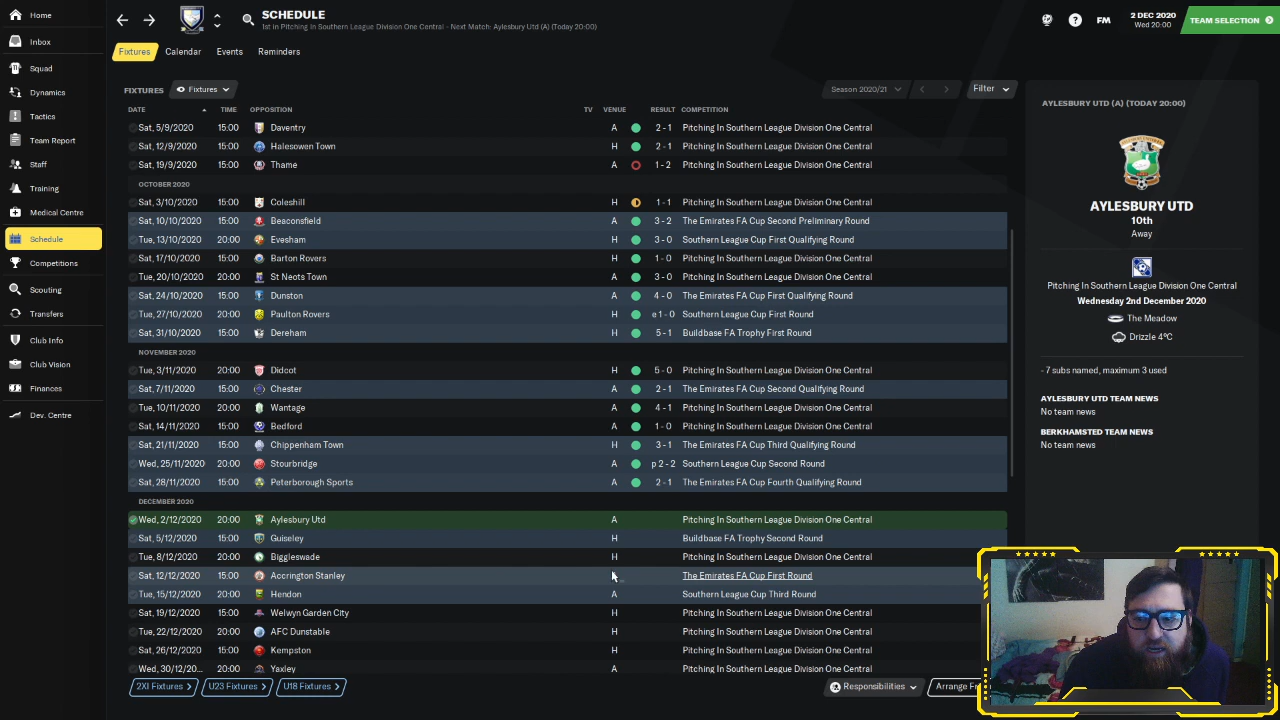 Home
Inbox
Squad
Dynamics
Tactics
Team Report
Staff
Training
Medical Centre
Schedule
Competitions
Scouting
Transfers
Club Info
Club Vision
Finances
Dev. Centre
SCHEDULE
1st in Pitching In Southern League Division One Central - Next Match: Aylesbury Utd (A) (Today 20:00)
? FM 2 DEC 2020 Wed 20:00 TEAM SELECTION
Fixtures Calendar Events Reminders
FIXTURES Fixtures Season 2020/21 Filter
DATE TIME OPPOSITION TV VENUE RESULT COMPETITION
Sat, 5/9/2020 15:00 Daventry A 2 - 1 Pitching In Southern League Division One Central
Sat, 12/9/2020 15:00 Halesowen Town H 2 - 1 Pitching In Southern League Division One Central
Sat, 19/9/2020 15:00 Thame A 1 - 2 Pitching In Southern League Division One Central
OCTOBER 2020
Sat, 3/10/2020 15:00 Coleshill H 1 - 1 Pitching In Southern League Division One Central
Sat, 10/10/2020 15:00 Beaconsfield A 3 - 2 The Emirates FA Cup Second Preliminary Round
Tue, 13/10/2020 20:00 Evesham H 3 - 0 Southern League Cup First Qualifying Round
Sat, 17/10/2020 15:00 Barton Rovers H 1 - 0 Pitching In Southern League Division One Central
Tue, 20/10/2020 20:00 St Neots Town A 3 - 0 Pitching In Southern League Division One Central
Sat, 24/10/2020 15:00 Dunston A 4 - 0 The Emirates FA Cup First Qualifying Round
Tue, 27/10/2020 20:00 Paulton Rovers H e 1 - 0 Southern League Cup First Round
Sat, 31/10/2020 15:00 Dereham H 5 - 1 Buildbase FA Trophy First Round
NOVEMBER 2020
Tue, 3/11/2020 20:00 Didcot H 5 - 0 Pitching In Southern League Division One Central
Sat, 7/11/2020 15:00 Chester A 2 - 1 The Emirates FA Cup Second Qualifying Round
Tue, 10/11/2020 20:00 Wantage A 4 - 1 Pitching In Southern League Division One Central
Sat, 14/11/2020 15:00 Bedford A 1 - 0 Pitching In Southern League Division One Central
Sat, 21/11/2020 15:00 Chippenham Town H 3 - 1 The Emirates FA Cup Third Qualifying Round
Wed, 25/11/2020 20:00 Stourbridge A p 2 - 2 Southern League Cup Second Round
Sat, 28/11/2020 15:00 Peterborough Sports A 2 - 1 The Emirates FA Cup Fourth Qualifying Round
DECEMBER 2020
Wed, 2/12/2020 20:00 Aylesbury Utd A Pitching In Southern League Division One Central
Sat, 5/12/2020 15:00 Guiseley H Buildbase FA Trophy Second Round
Tue, 8/12/2020 20:00 Biggleswade H Pitching In Southern League Division One Central
Sat, 12/12/2020 15:00 Accrington Stanley H The Emirates FA Cup First Round
Tue, 15/12/2020 20:00 Hendon A Southern League Cup Third Round
Sat, 19/12/2020 15:00 Welwyn Garden City H Pitching In Southern League Division One Central
Tue, 22/12/2020 20:00 AFC Dunstable H Pitching In Southern League Division One Central
Sat, 26/12/2020 15:00 Kempston H Pitching In Southern League Division One Central
Wed, 30/12/20... 20:00 Yaxley A Pitching In Southern League Division One Central
2XI Fixtures U23 Fixtures U18 Fixtures Responsibilities Arrange Fr
AYLESBURY UTD (A) (TODAY 20:00)
AYLESBURY UTD
10th
Away
Pitching In Southern League Division One Central
Wednesday 2nd December 2020
The Meadow
Drizzle 4ºC
- 7 subs named, maximum 3 used
AYLESBURY UTD TEAM NEWS
No team news
BERKHAMSTED TEAM NEWS
No team news